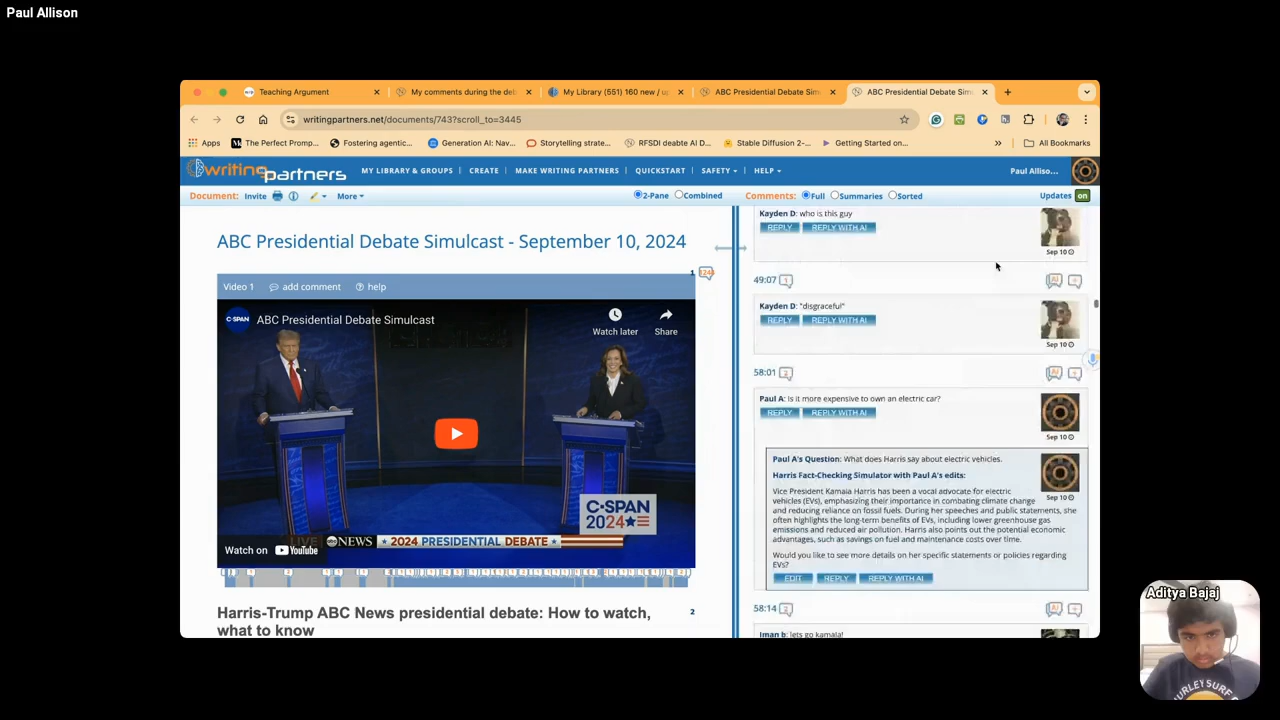 Paul Allison
Teaching Argument
My comments during the deb
My Library (551) 160 new / u
ABC Presidential Debate Sim
ABC Presidential Debate Sim
writingpartners.net/documents/743?scroll_to=3445
Apps
The Perfect Promp...
Fostering agentic...
Generation AI: Nav...
Storytelling strate...
RFSDI deabte AI D...
Stable Diffusion 2-...
Getting Started on...
»
All Bookmarks
writing partners
MY LIBRARY & GROUPS
CREATE
MAKE WRITING PARTNERS
QUICKSTART
SAFETY
HELP
Paul Alliso...
Document: Invite
More
2-Pane
Combined
Comments:
Full
Summaries
Sorted
Updates on
ABC Presidential Debate Simulcast - September 10, 2024
1
Video 1
add comment
help
C-SPAN
ABC Presidential Debate Simulcast
Watch later
Share
C-SPAN
2024
LIVE
abc NEWS
2024 PRESIDENTIAL DEBATE
Watch on YouTube
Harris-Trump ABC News presidential debate: How to watch,
what to know
2
Kayden D: who is this guy
REPLY
REPLY WITH AI
Sep 10
49:07 1
Kayden D: "disgraceful"
REPLY
REPLY WITH AI
Sep 10
58:01 2
Paul A: Is it more expensive to own an electric car?
REPLY
REPLY WITH AI
Sep 10
Paul A's Question: What does Harris say about electric vehicles.
Harris Fact-Checking Simulator with Paul A's edits:
Sep 10
Vice President Kamala Harris has been a vocal advocate for electric
vehicles (EVs), emphasizing their importance in combating climate change
and reducing reliance on fossil fuels. During her speeches and public statements, she
often highlights the long-term benefits of EVs, including lower greenhouse gas
emissions and reduced air pollution. Harris also points out the potential economic
advantages, such as savings on fuel and maintenance costs over time.
Would you like to see more details on her specific statements or policies regarding
EVs?
EDIT
REPLY
REPLY WITH AI
58:14 2
Iman b: lets go kamala!
Aditya Bajaj
URLEY SURF